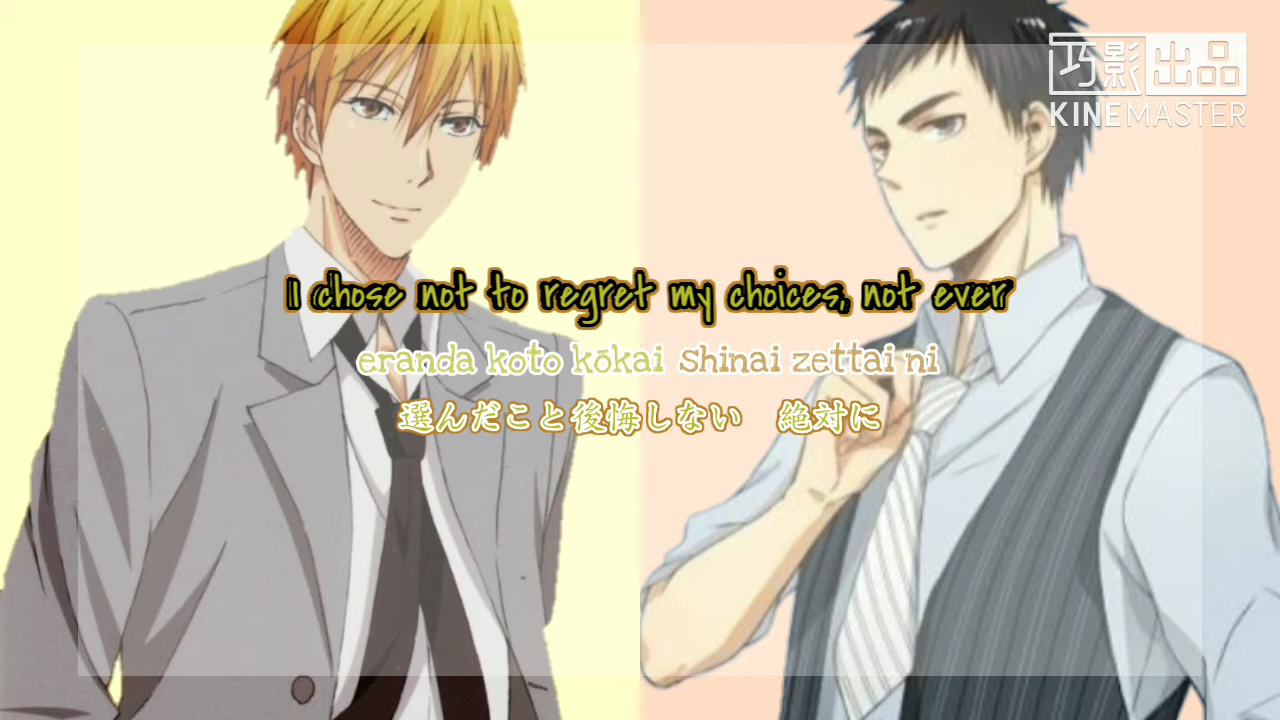 巧影出品
KINEMASTER
I chose not to regret my choices, not ever
eranda koto kōkai shinai zettai ni
選んだこと後悔しない　絶対に